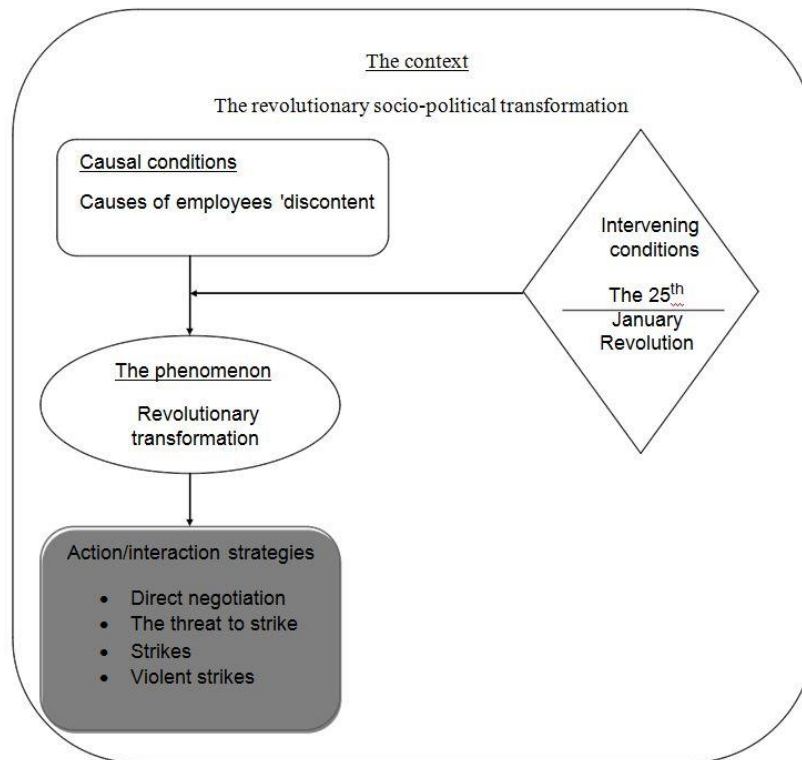 The context
The revolutionary socio-political transformation
Causal conditions
Causes of employees 'discontent
Intervening
conditions
The 25th
January
Revolution
The phenomenon
Revolutionary
transformation
Action/interaction strategies
• Direct negotiation
• The threat to strike
• Strikes
• Violent strikes